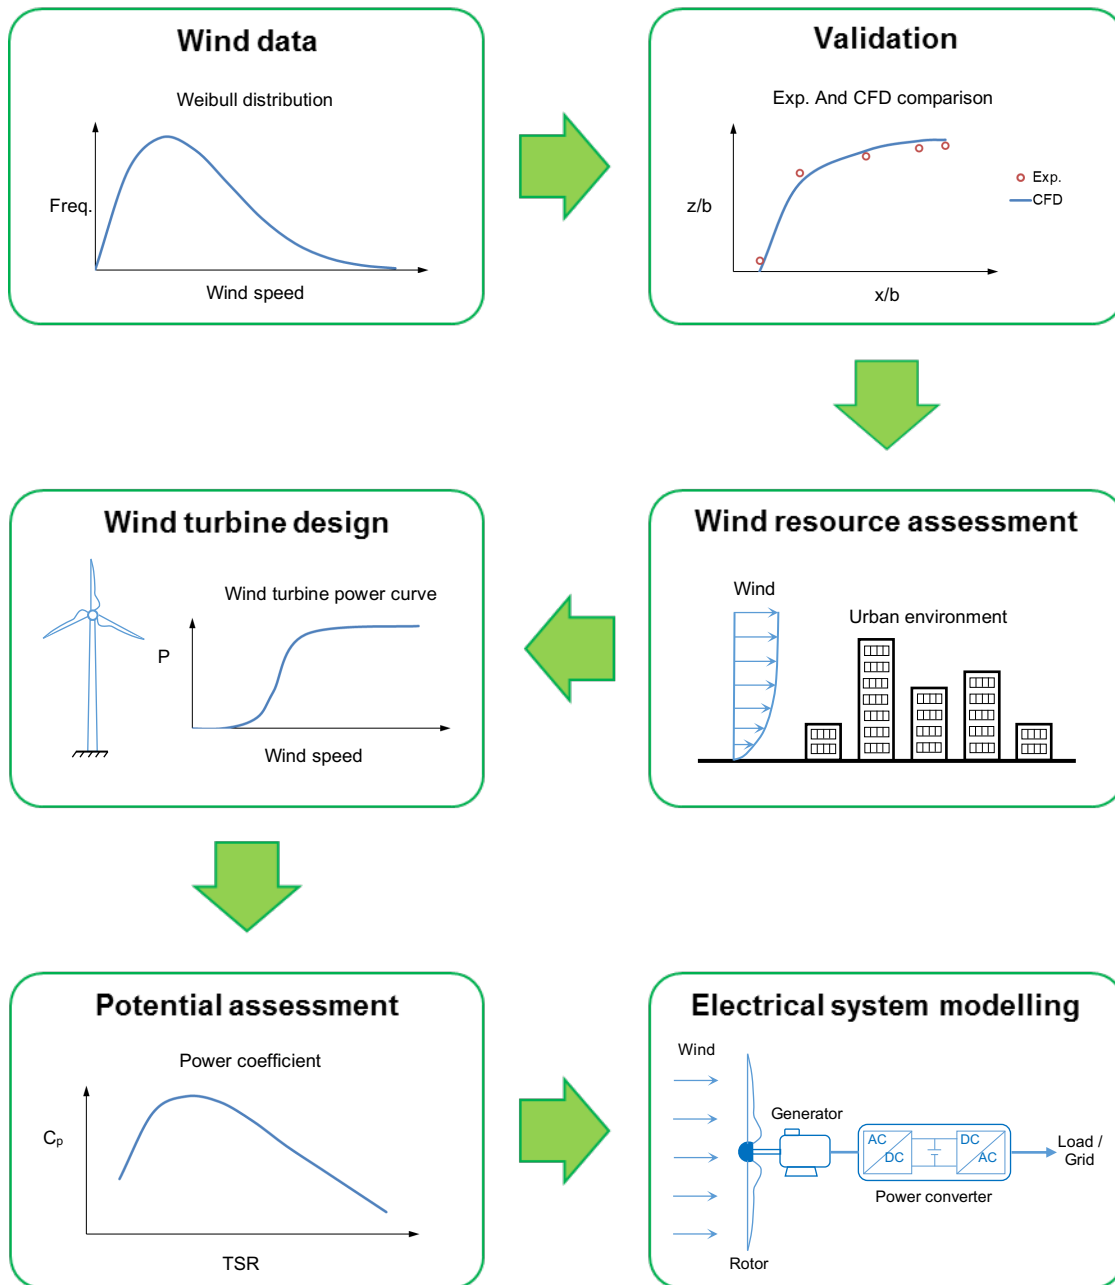 Wind data
Weibull distribution
Freq.
Wind speed
Validation
Exp. And CFD comparison
z/b
Exp.
CFD
x/b
Wind turbine design
Wind turbine power curve
P
Wind speed
Wind resource assessment
Wind
Urban environment
Potential assessment
Power coefficient
Cp
TSR
Electrical system modelling
Wind
Generator
AC
DC
DC
AC
Load /
Grid
Power converter
Rotor